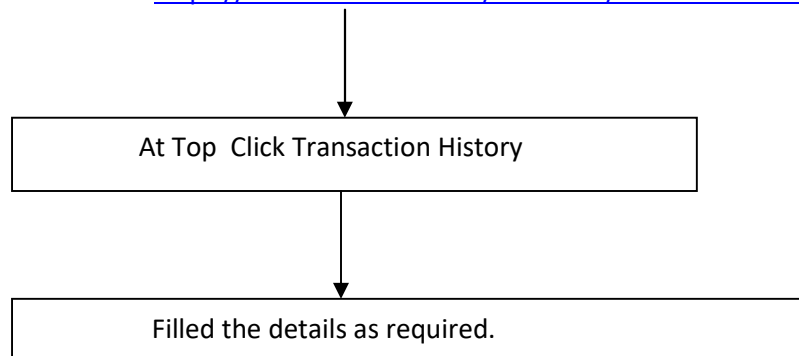 At Top Click Transaction History
Filled the details as required.